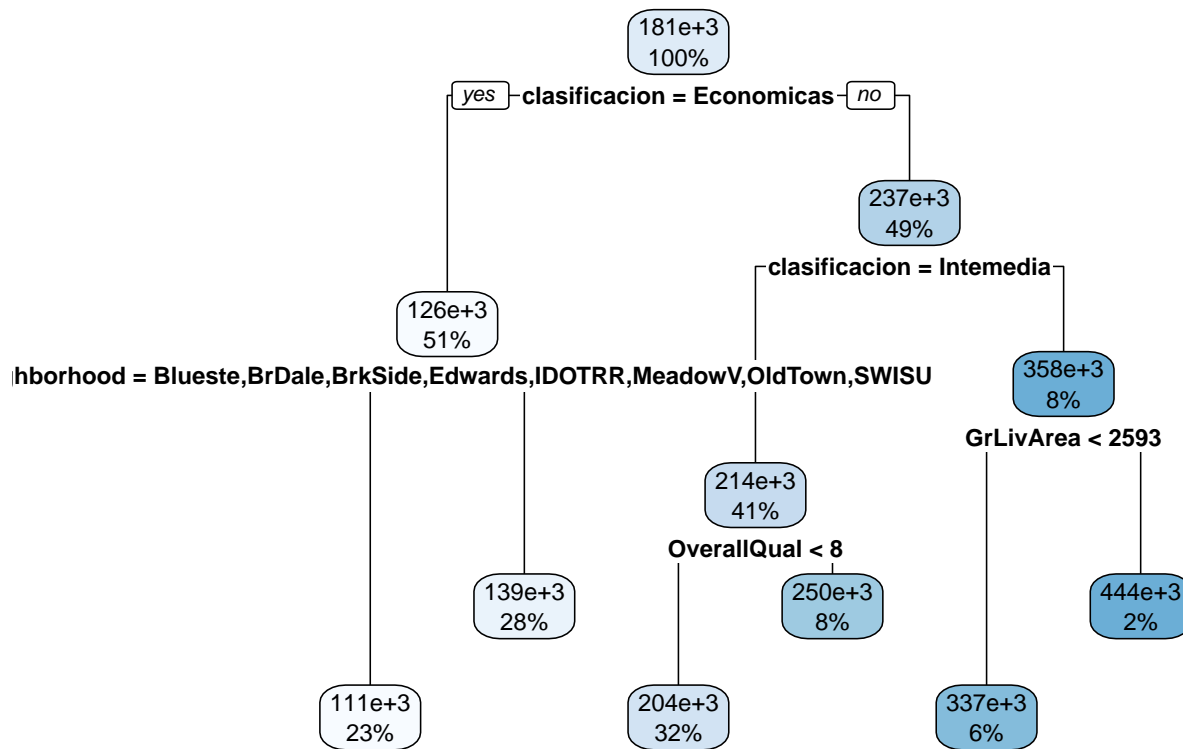 181e+3
100%
yes clasificacion = Economicas no
237e+3
49%
clasificacion = Intemedia
126e+3
51%
ghborhood = Blueste,BrDale,BrkSide,Edwards,IDOTRR,MeadowV,OldTown,SWISU
358e+3
8%
GrLivArea < 2593
214e+3
41%
OverallQual < 8
139e+3
28%
250e+3
8%
444e+3
2%
111e+3
23%
204e+3
32%
337e+3
6%